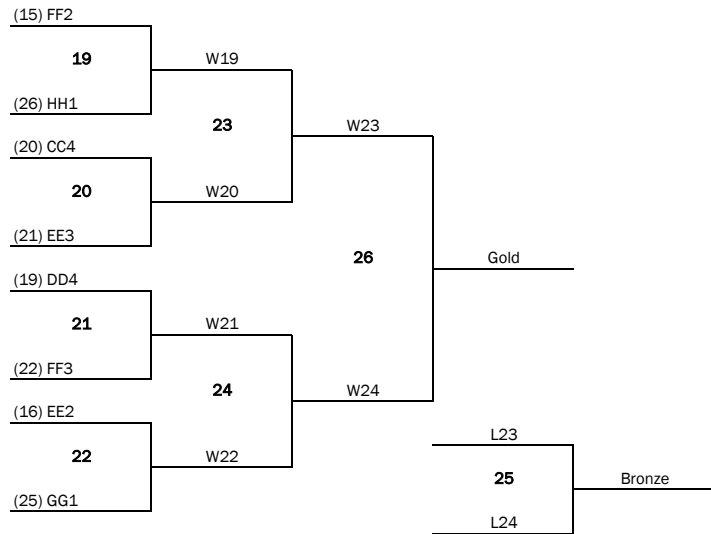 (15) FF2
19
W19
(26) HH1
23
W23
(20) CC4
20
W20
(21) EE3
26
Gold
(19) DD4
21
W21
(22) FF3
24
W24
(16) EE2
22
W22
(25) GG1
L23
25
Bronze
L24